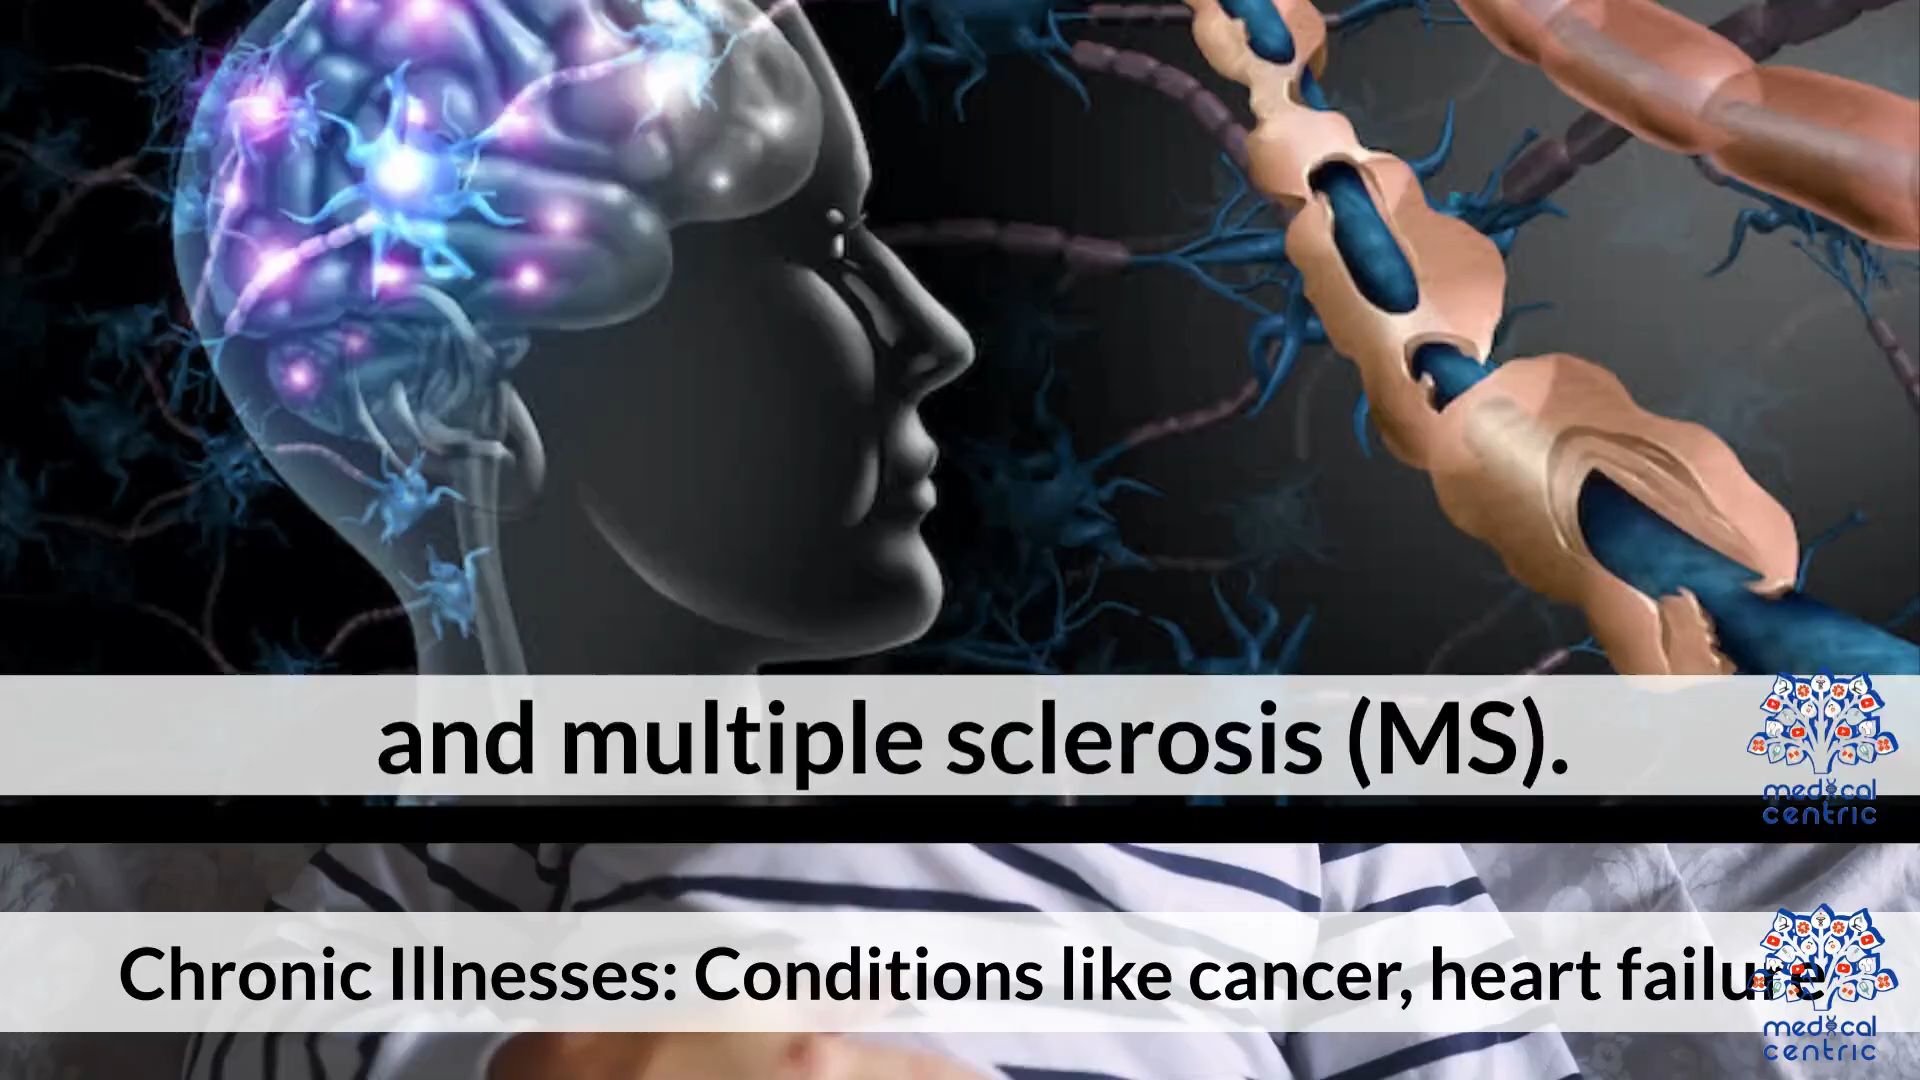 and multiple sclerosis (MS).
medical
centric
Chronic Illnesses: Conditions like cancer, heart failure
medical
centric